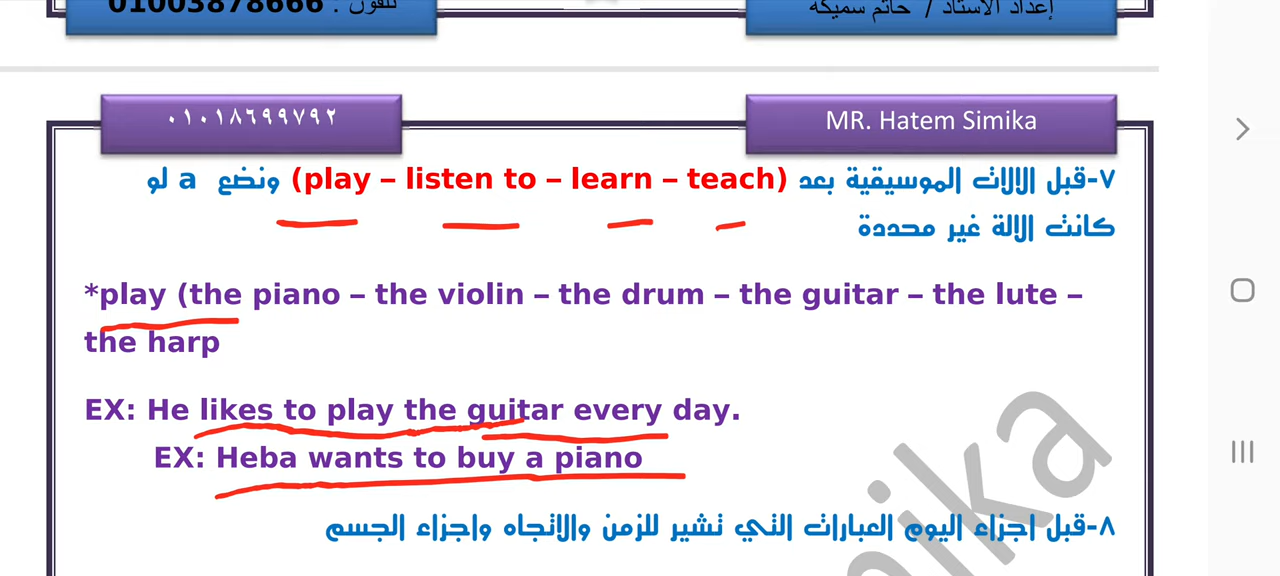 تلفون : 01003878666
إعداد الأستاذ / حاتم سميكة
٠١٠١٨٦٩٩٧٩٢
MR. Hatem Simika
٧-قبل الالات الموسيقية بعد (play – listen to – learn – teach) ونضع a لو
كانت الالة غير محددة
*play (the piano – the violin – the drum – the guitar – the lute –
the harp
EX: He likes to play the guitar every day.
EX: Heba wants to buy a piano
٨-قبل اجزاء اليوم العبارات التي تشير للزمن والاتجاه واجزاء الجسم